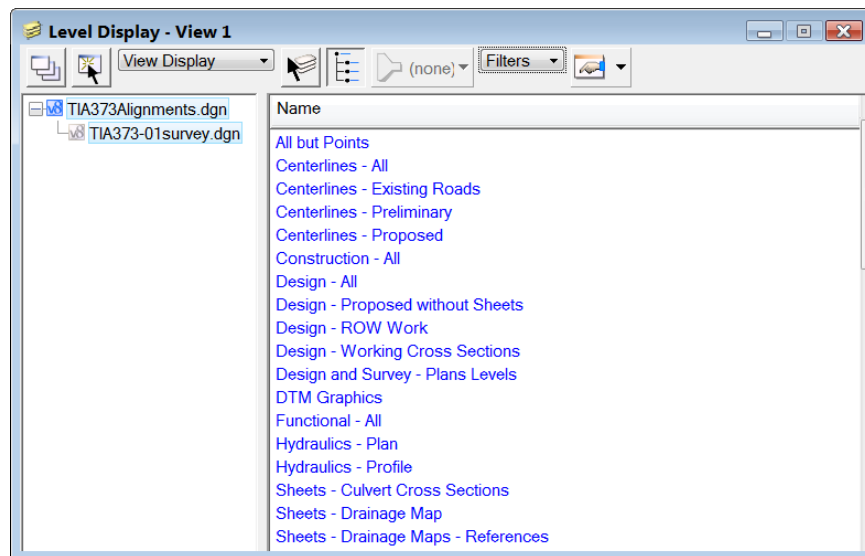 Level Display - View 1
View Display (none) Filters
TIA373Alignments.dgn
TIA373-01survey.dgn
Name
All but Points
Centerlines - All
Centerlines - Existing Roads
Centerlines - Preliminary
Centerlines - Proposed
Construction - All
Design - All
Design - Proposed without Sheets
Design - ROW Work
Design - Working Cross Sections
Design and Survey - Plans Levels
DTM Graphics
Functional - All
Hydraulics - Plan
Hydraulics - Profile
Sheets - Culvert Cross Sections
Sheets - Drainage Map
Sheets - Drainage Maps - References